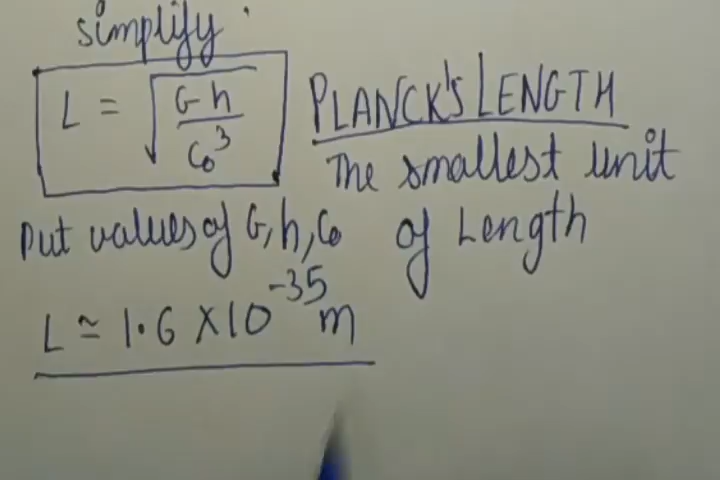 simplify.
L = √(G h / C₀³)
PLANCK'S LENGTH
The smallest unit
of Length
Put values of G, h, C₀
L ≃ 1.6 X 10⁻³⁵ m